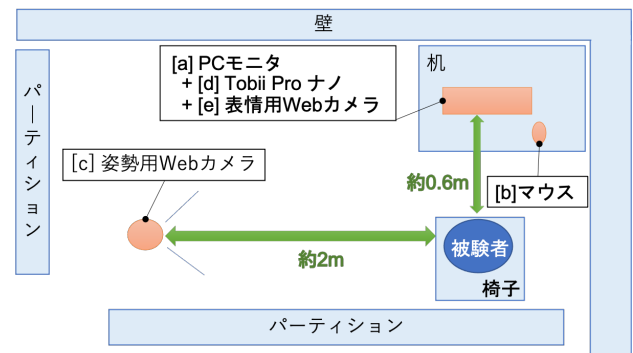 壁
[a] PCモニタ
+ [d] Tobii Pro ナノ
+ [e] 表情用Webカメラ
机
パーティション
[c] 姿勢用Webカメラ
約0.6m
[b]マウス
約2m
被験者
椅子
パーティション